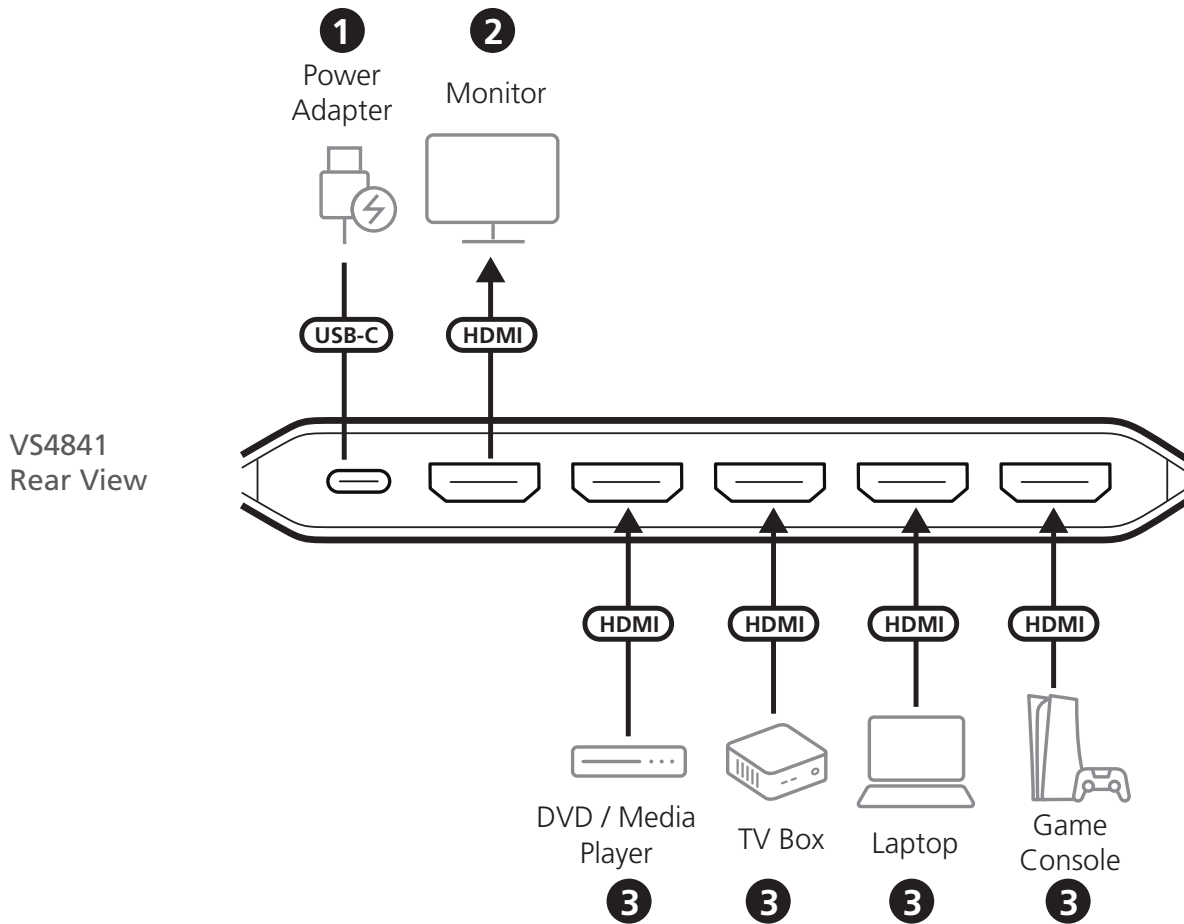 1
Power
Adapter
2
Monitor
USB-C
HDMI
VS4841
Rear View
HDMI
HDMI
HDMI
HDMI
DVD / Media
Player
3
TV Box
3
Laptop
3
Game
Console
3